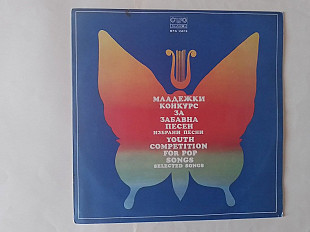 МЛАДЕЖКИ
КОНКУРС
ЗА
ЗАБАВНА
ПЕСЕН
ИЗБРАНИ ПЕСНИ
YOUTH
COMPETITION
FOR POP
SONGS
SELECTED SONGS